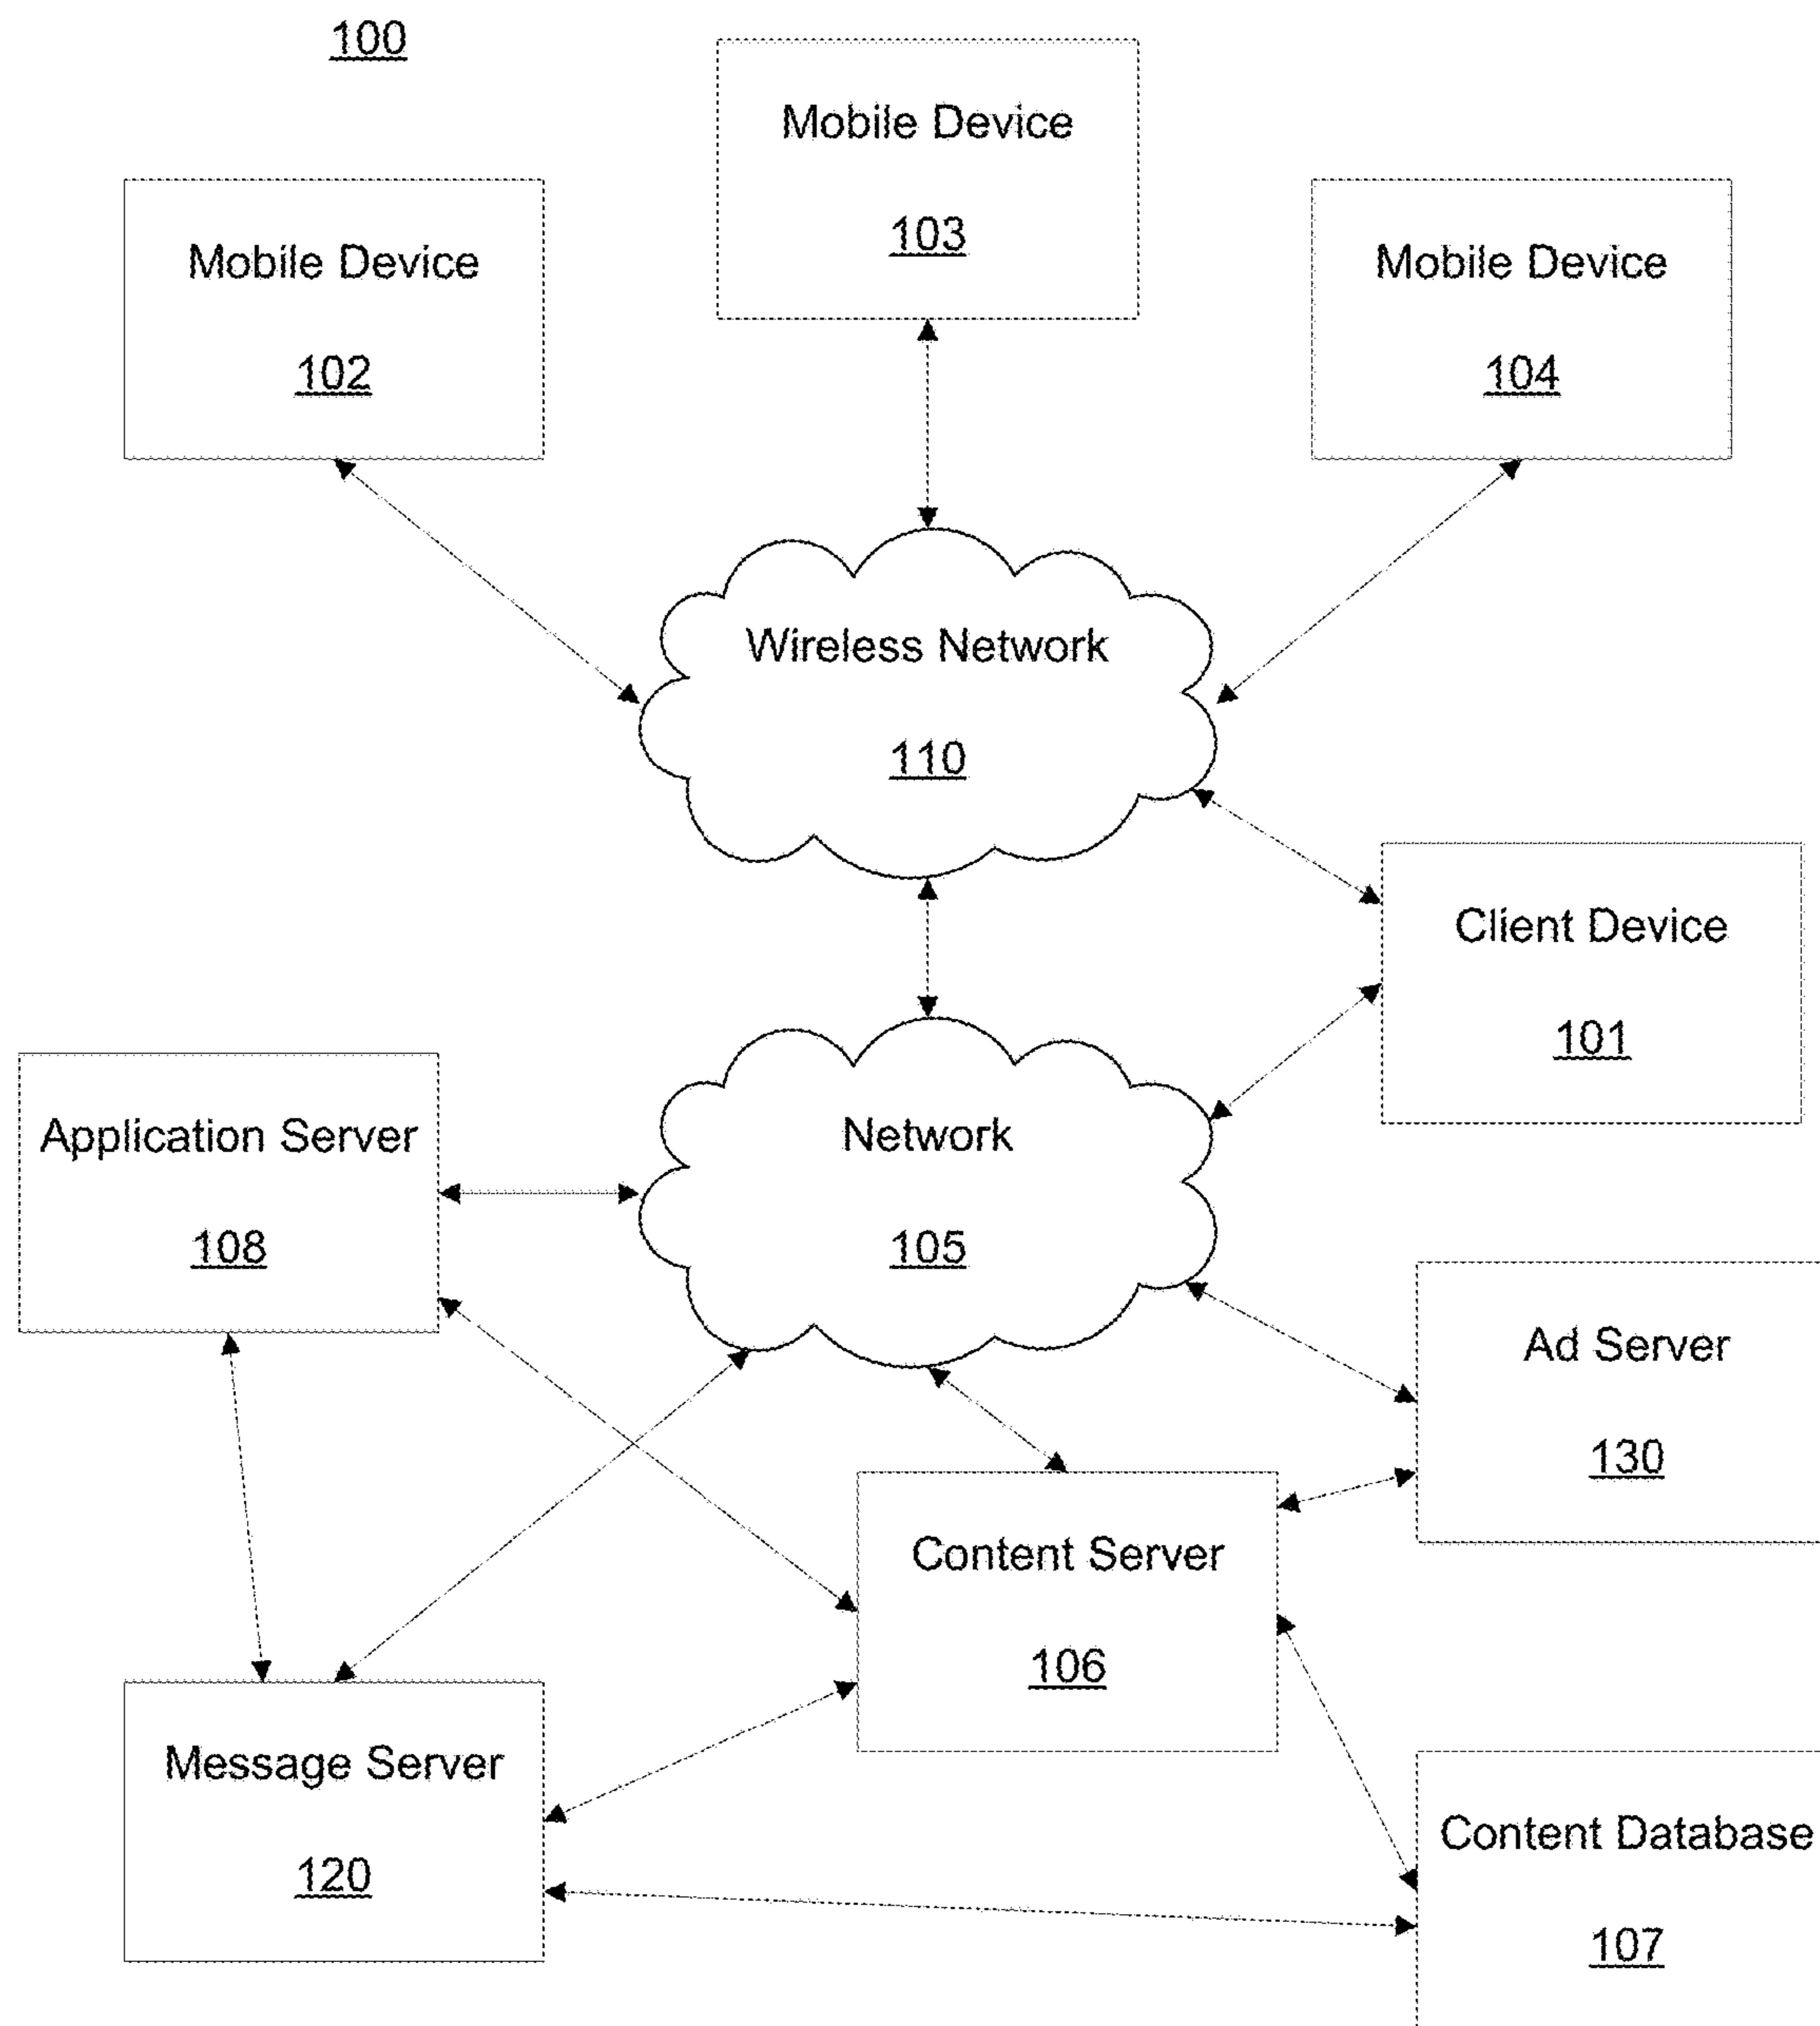 100
Mobile Device
103
Mobile Device
102
Mobile Device
104
Wireless Network
110
Client Device
101
Application Server
108
Network
105
Ad Server
130
Content Server
106
Message Server
120
Content Database
107